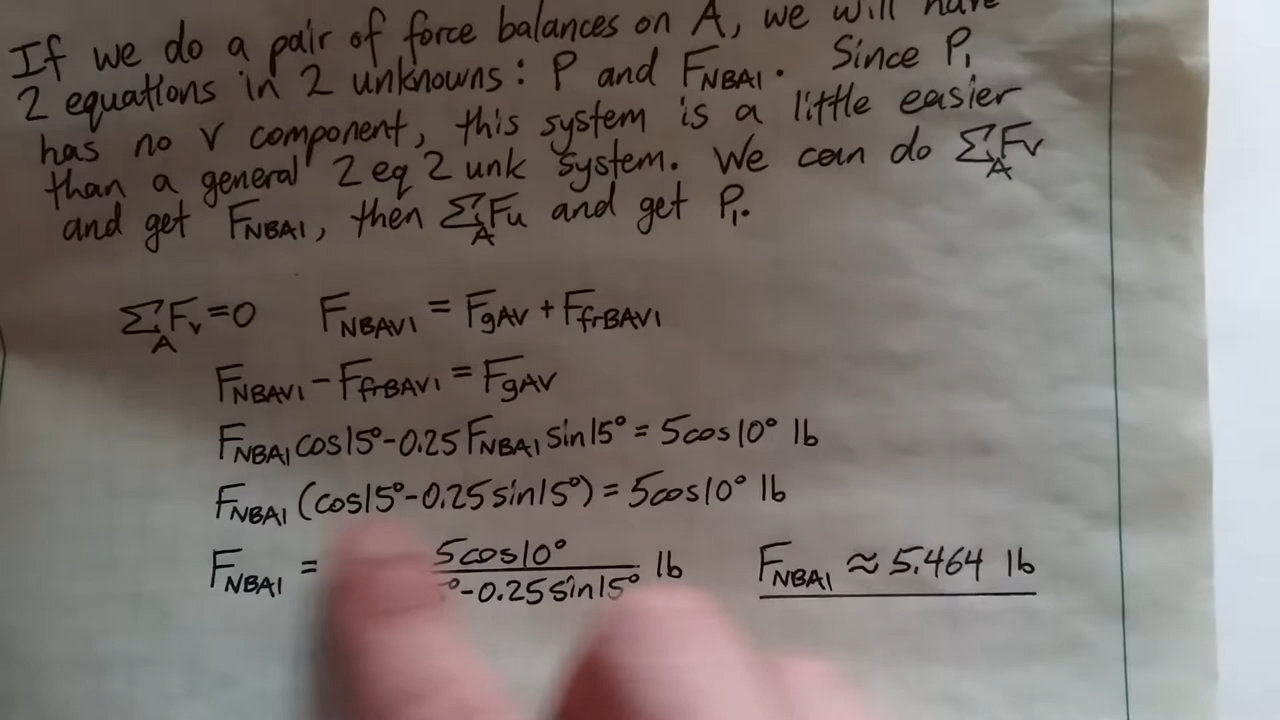 If we do a pair of force balances on A, we will have
2 equations in 2 unknowns: P and FNBA1. Since P1
has no v component, this system is a little easier
than a general 2 eq 2 unk system. We can do ΣFv
A
and get FNBA1, then ΣFu and get P1.
A
ΣFv=0 FNBAV1 = FgAV + FfrBAV1
A
FNBAV1 - FfrBAV1 = FgAV
FNBA1 cos15° - 0.25 FNBA1 sin15° = 5cos10° lb
FNBA1 (cos15° - 0.25 sin15°) = 5cos10° lb
FNBA1 = 5cos10° lb FNBA1 ≈ 5.464 lb
° - 0.25 sin15°